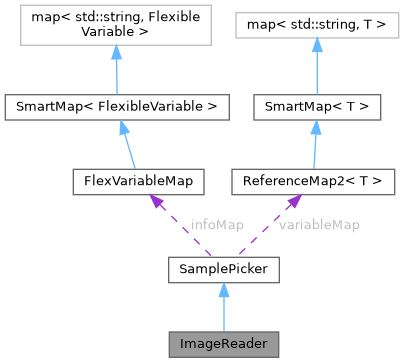 map< std::string, Flexible
Variable >
map< std::string, T >
SmartMap< FlexibleVariable >
SmartMap< T >
FlexVariableMap
ReferenceMap2< T >
infoMap
variableMap
SamplePicker
ImageReader